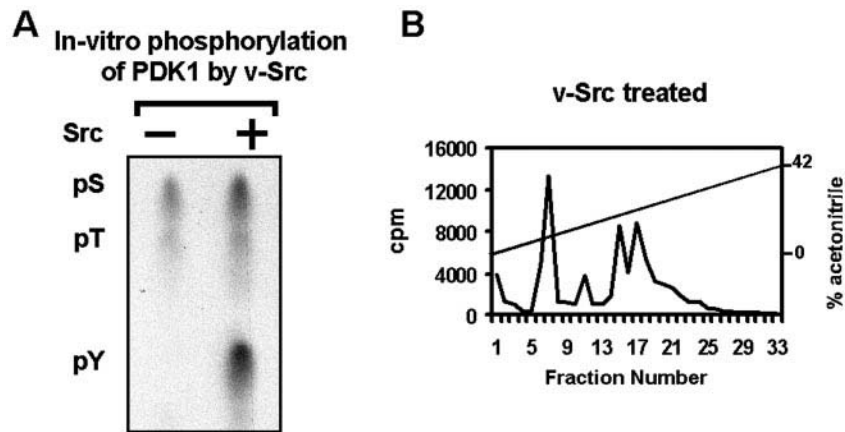 A
In-vitro phosphorylation
of PDK1 by v-Src
Src − +
pS
pT
pY
B
v-Src treated
16000
12000
8000
4000
0
cpm
42
0
% acetonitrile
1 5 9 13 17 21 25 29 33
Fraction Number